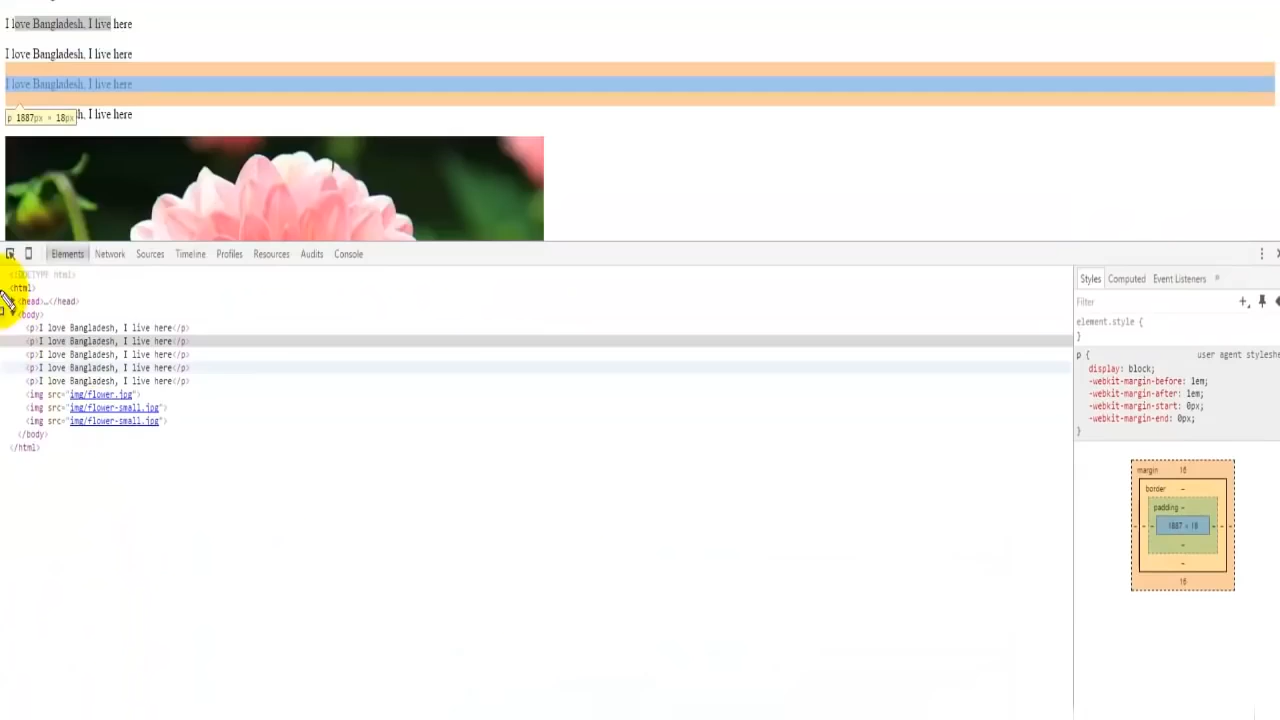 I love Bangladesh, I live here
I love Bangladesh, I live here
I love Bangladesh, I live here
p 1887px × 18px h, I live here
Elements Network Sources Timeline Profiles Resources Audits Console
<!DOCTYPE html>
<html>
<head>…</head>
<body>
<p>I love Bangladesh, I live here</p>
<p>I love Bangladesh, I live here</p>
<p>I love Bangladesh, I live here</p>
<p>I love Bangladesh, I live here</p>
<p>I love Bangladesh, I live here</p>
<img src="img/flower.jpg">
<img src="img/flower-small.jpg">
<img src="img/flower-small.jpg">
</body>
</html>
Styles Computed Event Listeners »
Filter
element.style {
}
p { user agent styleshe
display: block;
-webkit-margin-before: 1em;
-webkit-margin-after: 1em;
-webkit-margin-start: 0px;
-webkit-margin-end: 0px;
}
margin 16
border –
padding –
1887 × 18
–
–
16